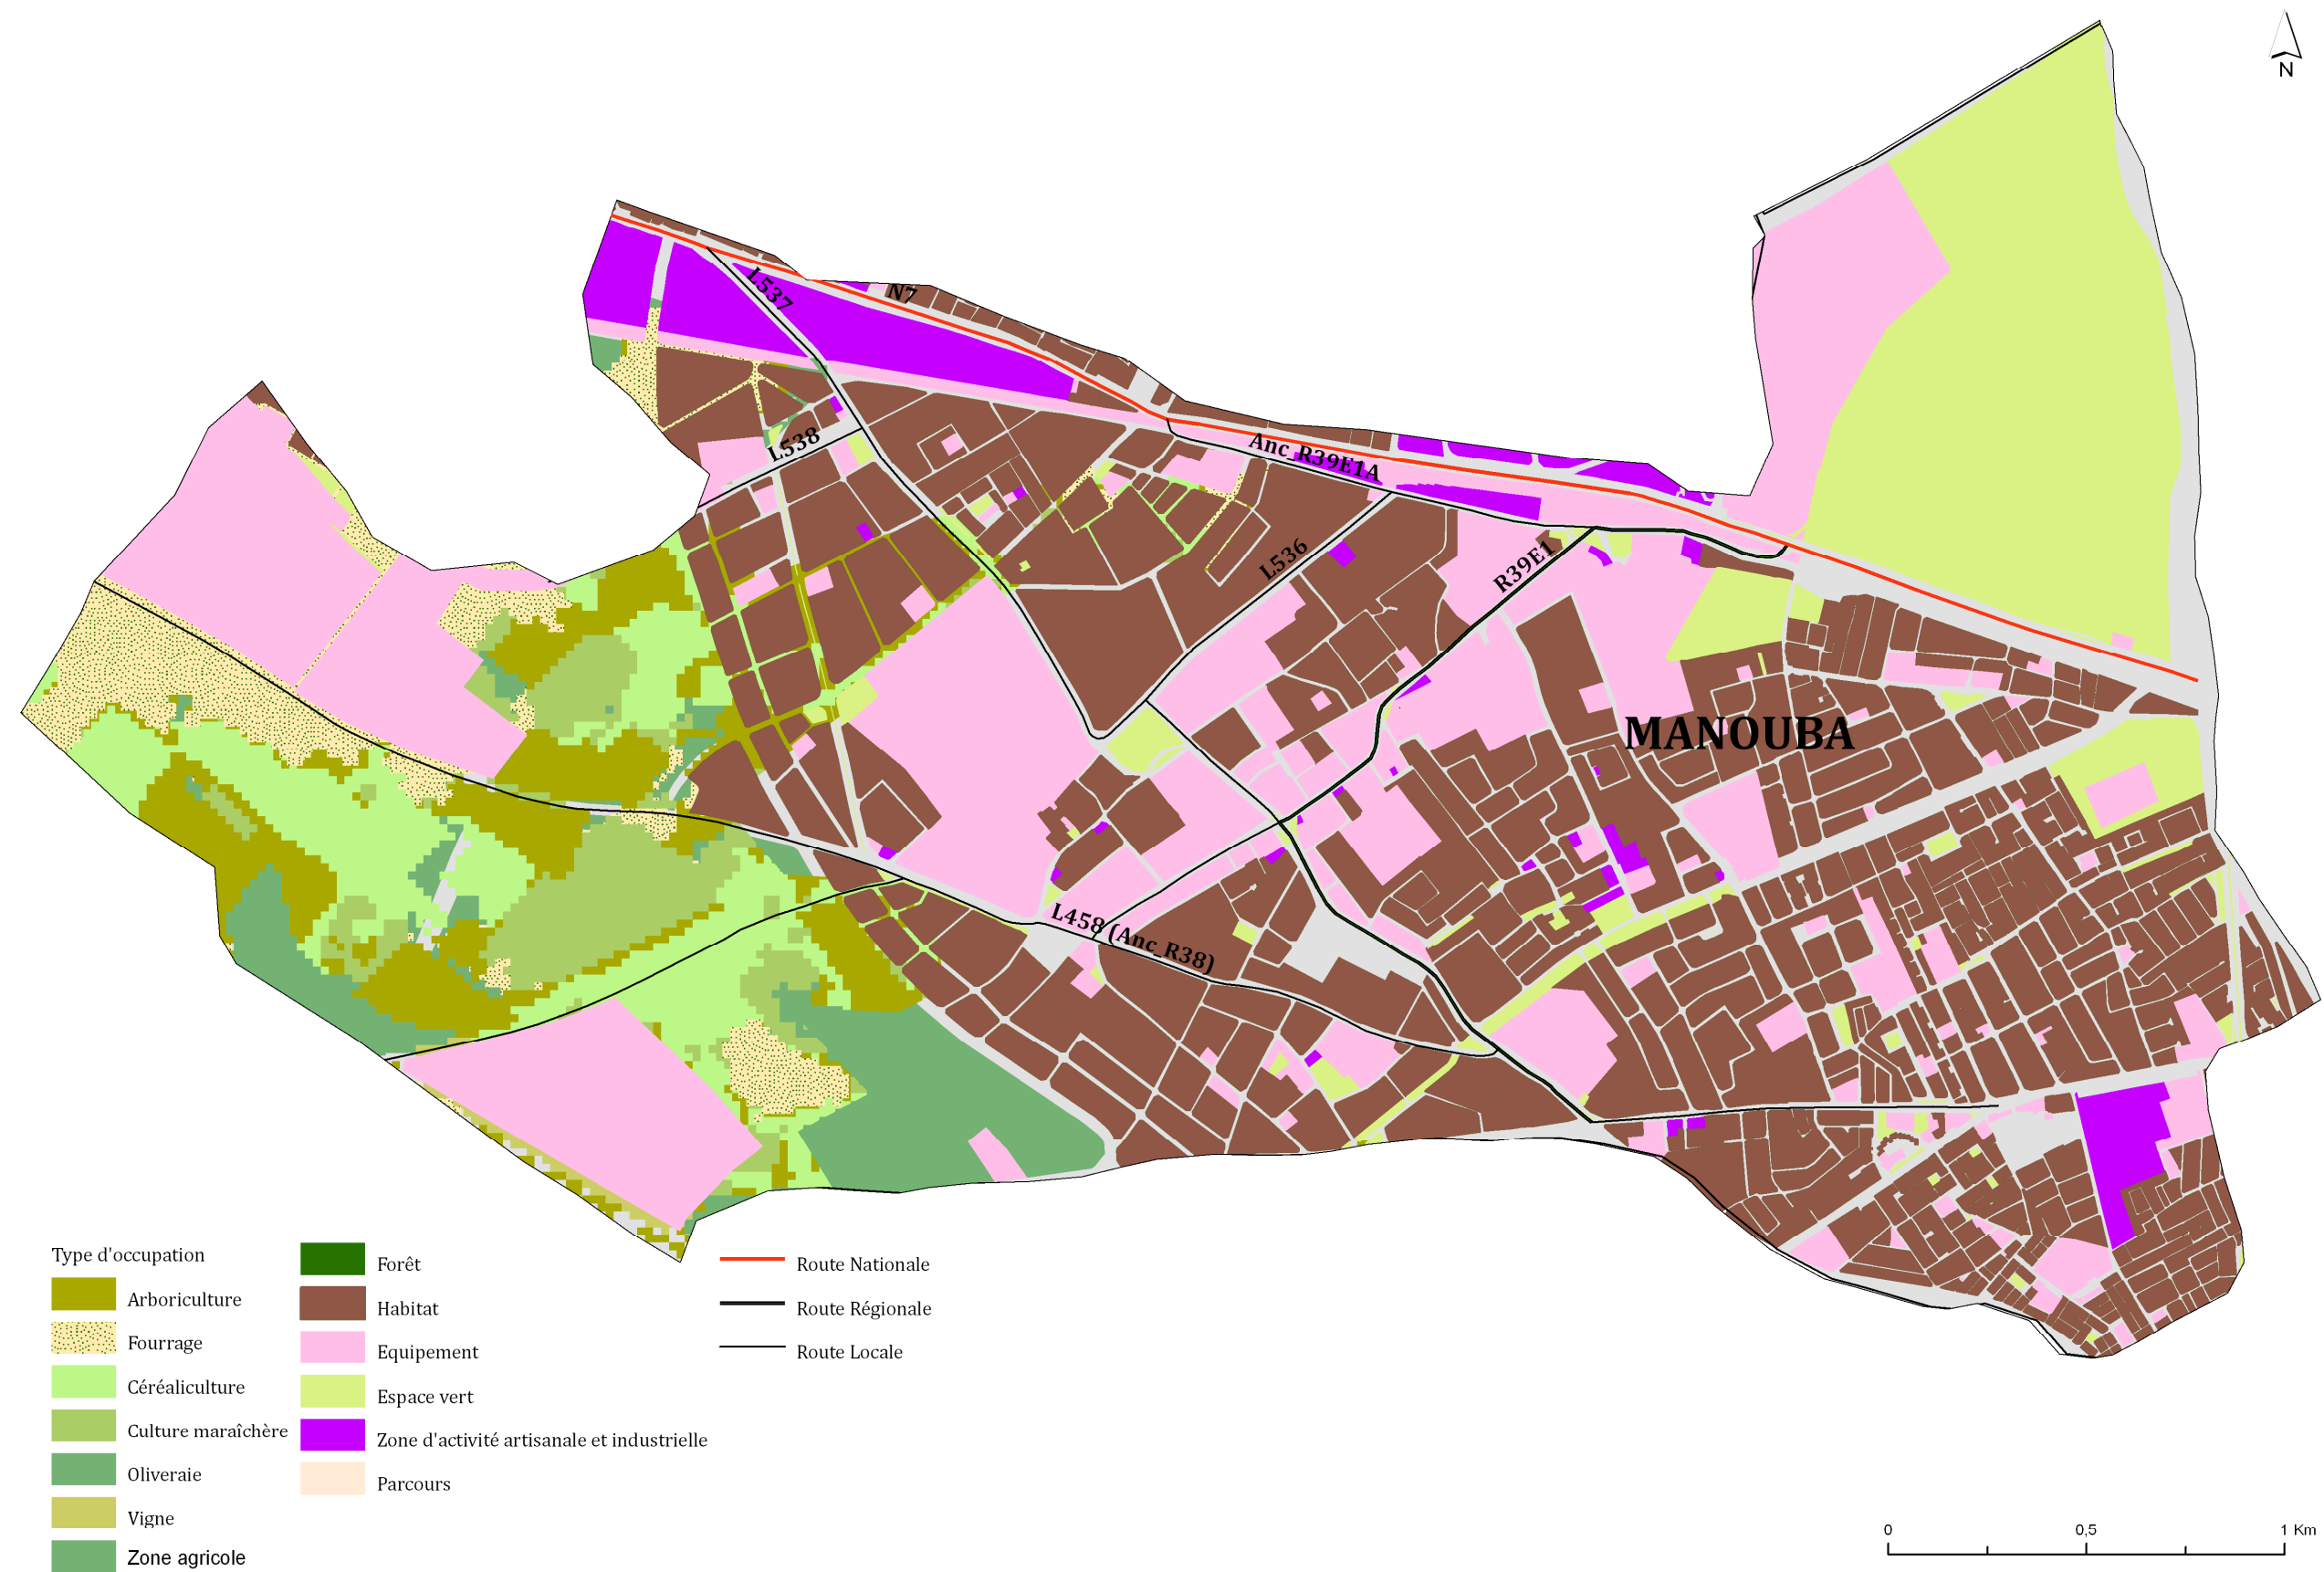 N
L537
N7
L538
Anc_R39E1A
L536
R39E1
MANOUBA
L458 (Anc_R38)
Type d'occupation
Arboriculture
Fourrage
Céréaliculture
Culture maraîchère
Oliveraie
Vigne
Zone agricole
Forêt
Habitat
Equipement
Espace vert
Zone d'activité artisanale et industrielle
Parcours
Route Nationale
Route Régionale
Route Locale
0 0,5 1 Km